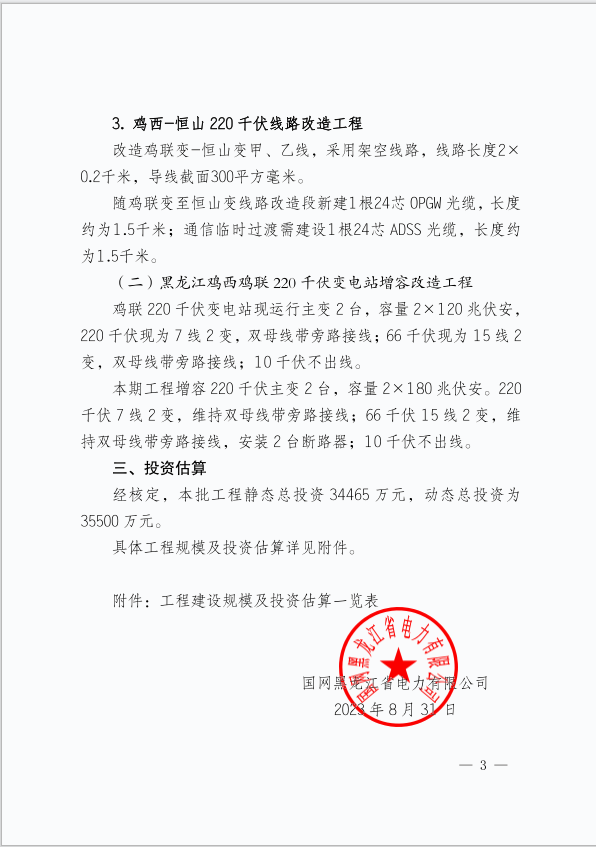 3. 鸡西-恒山 220 千伏线路改造工程
改造鸡联变-恒山变甲、乙线，采用架空线路，线路长度2×
0.2千米，导线截面300平方毫米。
随鸡联变至恒山变线路改造段新建1根24芯 OPGW 光缆，长度
约为1.5千米；通信临时过渡需建设1根24芯 ADSS 光缆，长度约
为1.5千米。
（二）黑龙江鸡西鸡联 220 千伏变电站增容改造工程
鸡联 220 千伏变电站现运行主变 2 台，容量 2×120 兆伏安，
220 千伏现为 7 线 2 变，双母线带旁路接线；66 千伏现为 15 线 2
变，双母线带旁路接线；10 千伏不出线。
本期工程增容 220 千伏主变 2 台，容量 2×180 兆伏安。220
千伏 7 线 2 变，维持双母线带旁路接线；66 千伏 15 线 2 变，维
持双母线带旁路接线，安装 2 台断路器；10 千伏不出线。
三、投资估算
经核定，本批工程静态总投资 34465 万元，动态总投资为
35500 万元。
具体工程规模及投资估算详见附件。
附件：工程建设规模及投资估算一览表
国网黑龙江省电力有限公司
国网黑龙江省电力有限公司
2023 年 8 月 31 日
— 3 —